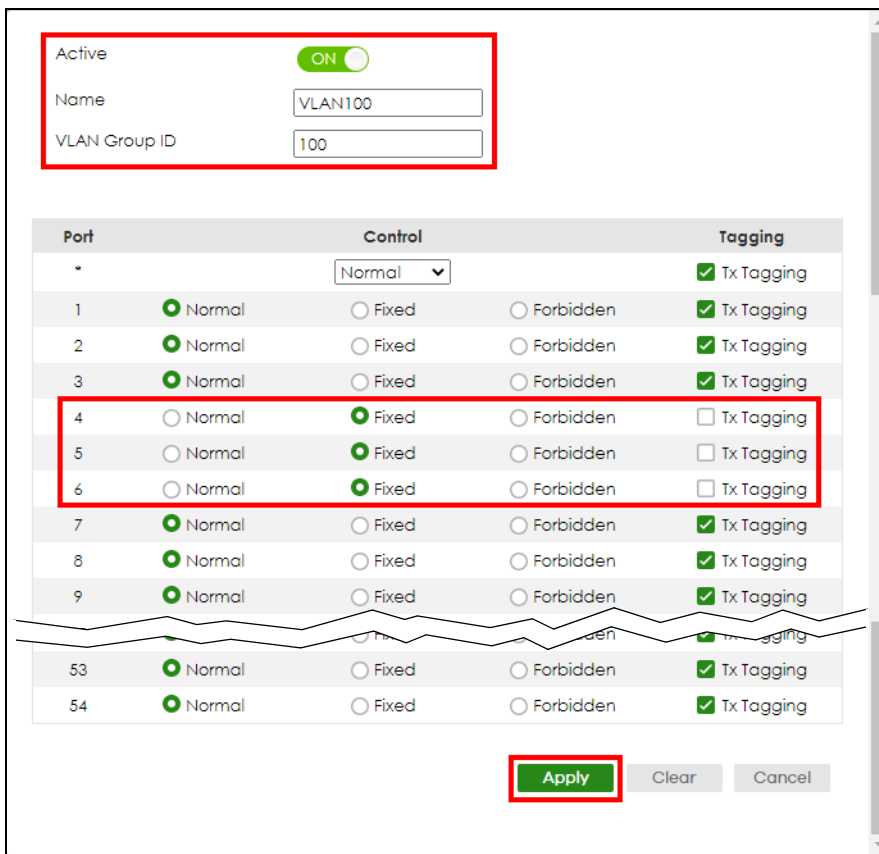 Active ON
Name VLAN100
VLAN Group ID 100
Port Control Tagging
* Normal Tx Tagging
1 Normal Fixed Forbidden Tx Tagging
2 Normal Fixed Forbidden Tx Tagging
3 Normal Fixed Forbidden Tx Tagging
4 Normal Fixed Forbidden Tx Tagging
5 Normal Fixed Forbidden Tx Tagging
6 Normal Fixed Forbidden Tx Tagging
7 Normal Fixed Forbidden Tx Tagging
8 Normal Fixed Forbidden Tx Tagging
9 Normal Fixed Forbidden Tx Tagging
Tx Tagging
53 Normal Fixed Forbidden Tx Tagging
54 Normal Fixed Forbidden Tx Tagging
Apply Clear Cancel